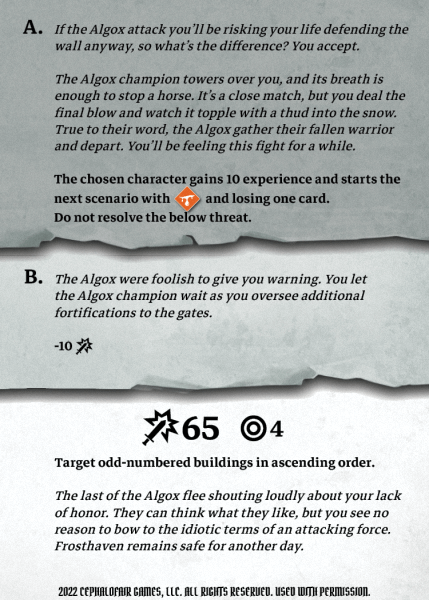 A. If the Algox attack you'll be risking your life defending the
wall anyway, so what's the difference? You accept.
The Algox champion towers over you, and its breath is
enough to stop a horse. It's a close match, but you deal the
final blow and watch it topple with a thud into the snow.
True to their word, the Algox gather their fallen warrior
and depart. You'll be feeling this fight for a while.
The chosen character gains 10 experience and starts the
next scenario with and losing one card.
Do not resolve the below threat.
B. The Algox were foolish to give you warning. You let
the Algox champion wait as you oversee additional
fortifications to the gates.
-10
65 4
Target odd-numbered buildings in ascending order.
The last of the Algox flee shouting loudly about your lack
of honor. They can think what they like, but you see no
reason to bow to the idiotic terms of an attacking force.
Frosthaven remains safe for another day.
2022 CEPHALOFAIR GAMES, LLC. ALL RIGHTS RESERVED. USED WITH PERMISSION.